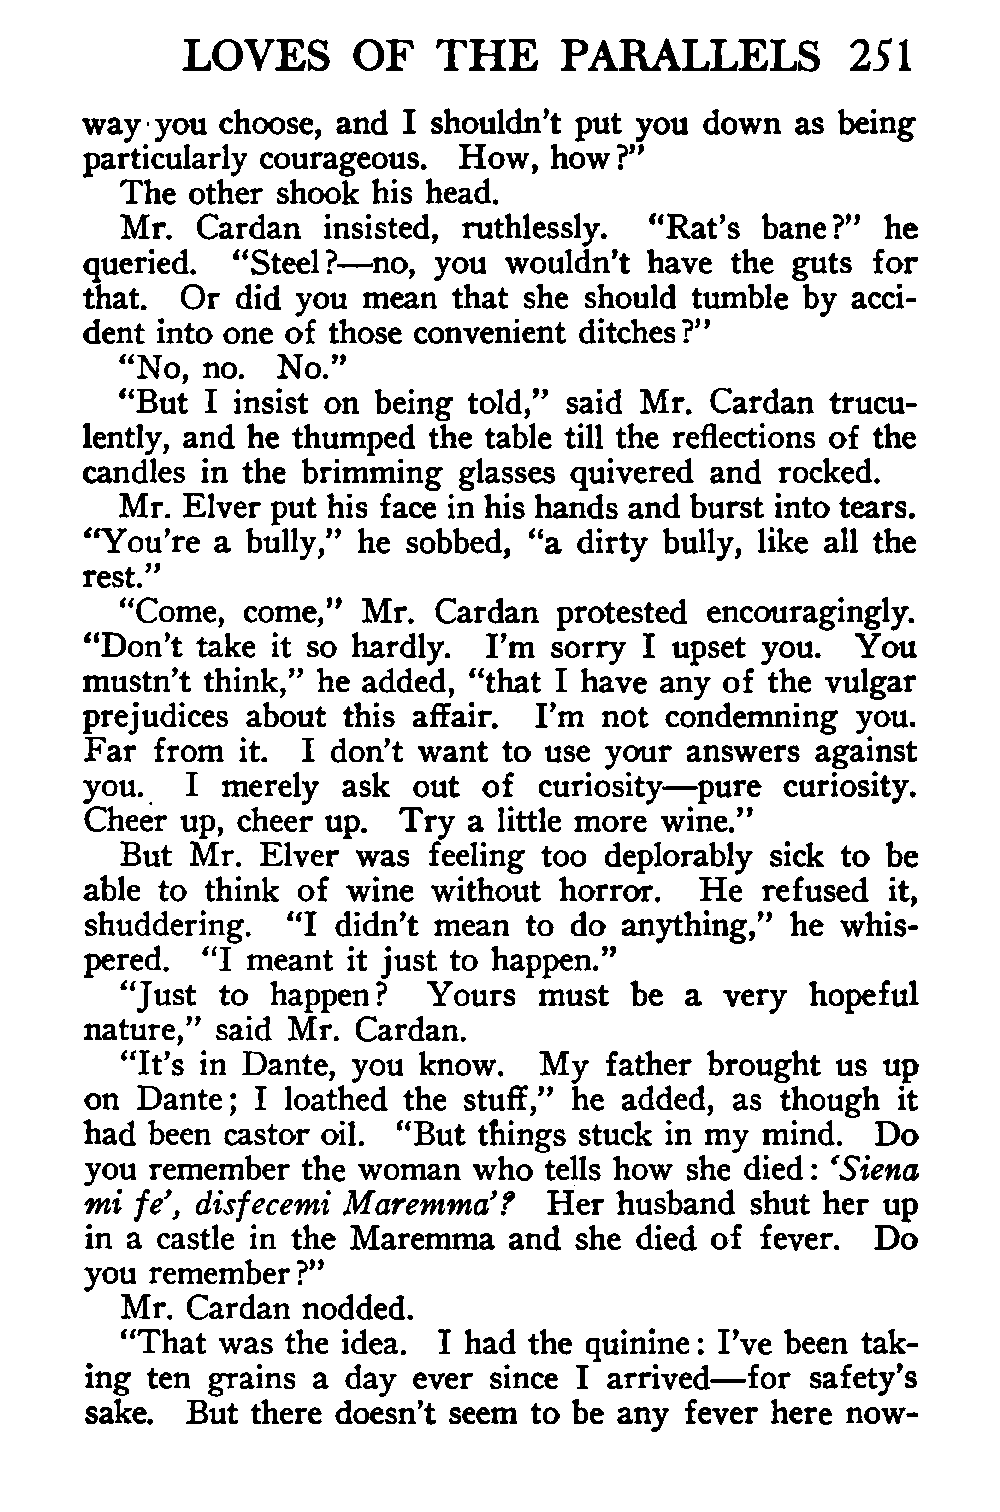 LOVES OF THE PARALLELS 251
way you choose, and I shouldn't put you down as being
particularly courageous. How, how?"
The other shook his head.
Mr. Cardan insisted, ruthlessly. "Rat's bane?" he
queried. "Steel?—no, you wouldn't have the guts for
that. Or did you mean that she should tumble by acci-
dent into one of those convenient ditches?"
"No, no. No."
"But I insist on being told," said Mr. Cardan trucu-
lently, and he thumped the table till the reflections of the
candles in the brimming glasses quivered and rocked.
Mr. Elver put his face in his hands and burst into tears.
"You're a bully," he sobbed, "a dirty bully, like all the
rest."
"Come, come," Mr. Cardan protested encouragingly.
"Don't take it so hardly. I'm sorry I upset you. You
mustn't think," he added, "that I have any of the vulgar
prejudices about this affair. I'm not condemning you.
Far from it. I don't want to use your answers against
you. I merely ask out of curiosity—pure curiosity.
Cheer up, cheer up. Try a little more wine."
But Mr. Elver was feeling too deplorably sick to be
able to think of wine without horror. He refused it,
shuddering. "I didn't mean to do anything," he whis-
pered. "I meant it just to happen."
"Just to happen? Yours must be a very hopeful
nature," said Mr. Cardan.
"It's in Dante, you know. My father brought us up
on Dante; I loathed the stuff," he added, as though it
had been castor oil. "But things stuck in my mind. Do
you remember the woman who tells how she died: 'Siena
mi fe', disfecemi Maremma'? Her husband shut her up
in a castle in the Maremma and she died of fever. Do
you remember?"
Mr. Cardan nodded.
"That was the idea. I had the quinine: I've been tak-
ing ten grains a day ever since I arrived—for safety's
sake. But there doesn't seem to be any fever here now-